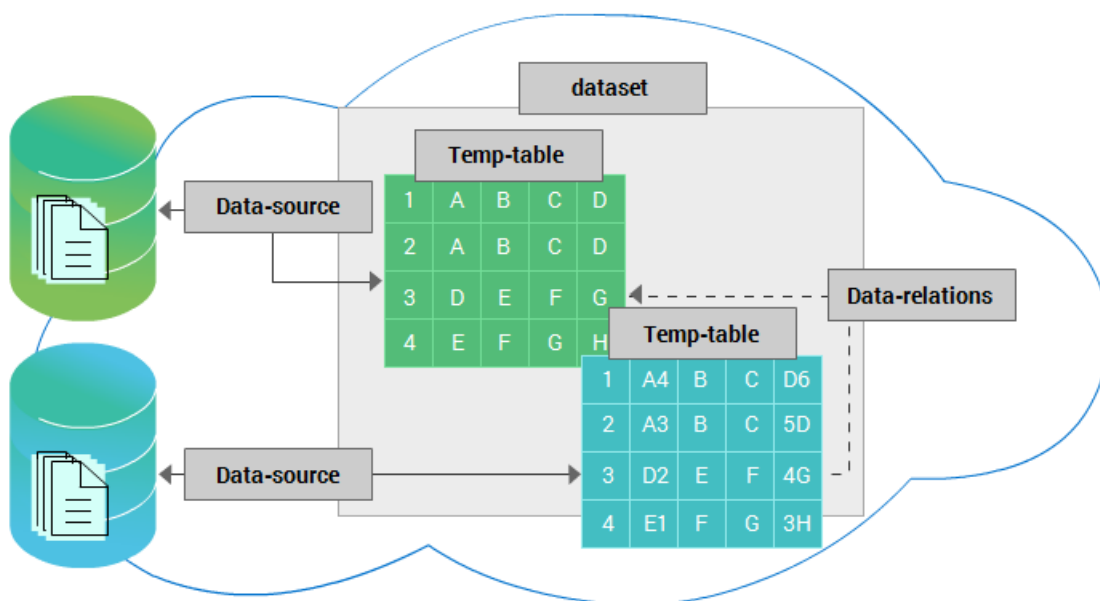 dataset
Temp-table
1 A B C D
2 A B C D
3 D E F G
4 E F G H
Data-source
Data-relations
Temp-table
1 A4 B C D6
2 A3 B C 5D
3 D2 E F 4G
4 E1 F G 3H
Data-source